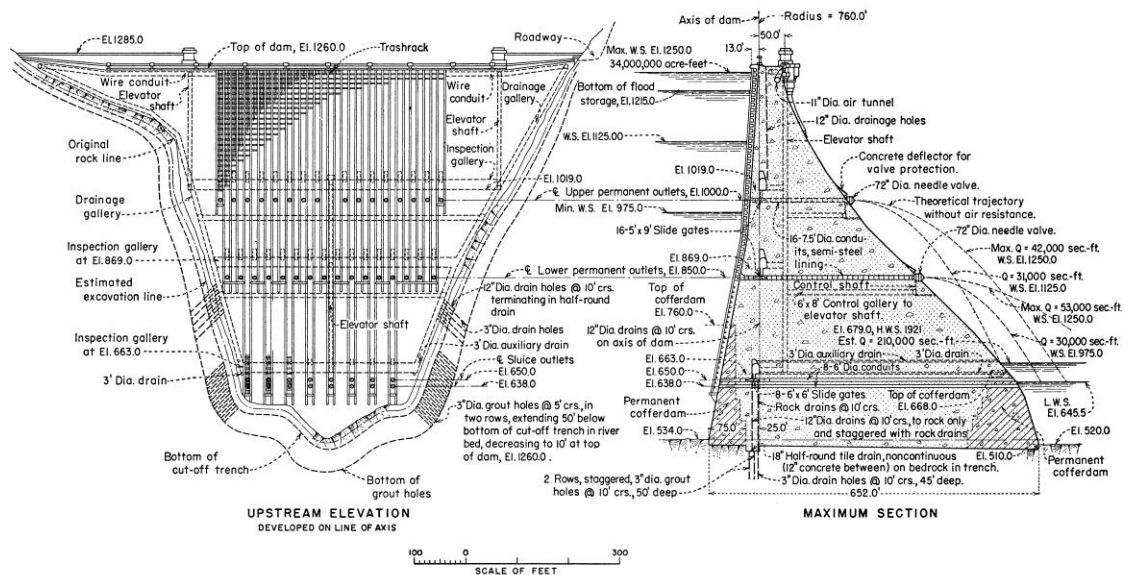 El.1285.0
Top of dam, El. 1260.0
Trashrack
Roadway
Wire conduit
Elevator
shaft
Wire
conduit
Drainage
gallery
Elevator
shaft
Inspection
gallery
Original
rock line
El. 1019.0
Drainage
gallery
Inspection gallery
at El. 869.0
Estimated
excavation line
12" Dia. drain holes
@ 10' crs.
terminating in half-round
drain
Elevator shaft
3" Dia. drain holes
3' Dia. auxiliary drain
Inspection gallery
at El. 663.0
3' Dia. drain
℄ Sluice outlets
El. 650.0
El. 638.0
3" Dia. grout holes @ 5' crs., in
two rows, extending 50' below
bottom of cut-off trench in river
bed, decreasing to 10' at top
of dam, El. 1260.0.
Bottom of
cut-off trench
Bottom of
grout holes
UPSTREAM ELEVATION
DEVELOPED ON LINE OF AXIS
Axis of dam
Radius = 760.0'
50.0'
13.0'
Max. W.S. El. 1250.0
34,000,000 acre-feet
Bottom of flood
storage, El. 1215.0
11" Dia. air tunnel
12" Dia. drainage holes
Elevator shaft
W.S. El. 1125.00
Concrete deflector for
valve protection.
El. 1019.0
72" Dia. needle valve.
℄ Upper permanent outlets, El. 1000.0
Theoretical trajectory
without air resistance.
Min. W.S. El. 975.0
72" Dia. needle valve.
16-5' x 9' Slide gates
16-7.5' Dia. condu-
its, semi-steel
lining
Max. Q = 42,000 sec.-ft.
W.S. El. 1250.0
El. 869.0
℄ Lower permanent outlets, El. 850.0
Q = 31,000 sec.-ft.
W.S. El. 1125.0
Control shaft
Top of
cofferdam
El. 760.0
6' x 8' Control gallery to
elevator shaft.
Max. Q = 53,000 sec.-ft.
W.S. El. 1250.0
El. 679.0, H.W.S. 1921
Est. Q = 210,000 sec.-ft.
12" Dia. drains @ 10' crs.
on axis of dam
Q = 30,000 sec.-ft.
W.S. El. 975.0
3' Dia. auxiliary drain
3' Dia. drain
El. 663.0
El. 650.0
El. 638.0
8-6' Dia. conduits
8-6' x 6' Slide gates
Rock drains @ 10' crs.
Top of cofferdam
El. 668.0
L.W.S.
El. 645.5
Permanent
cofferdam
12" Dia. drains @ 10' crs., to rock only
and staggered with rock drains
75.0'
25.0'
El. 534.0
El. 520.0
El. 510.0
18" Half-round tile drain, noncontinuous
(12" concrete between) on bedrock in trench.
Permanent
cofferdam
2 Rows, staggered, 3" dia. grout
holes @ 10' crs., 50' deep
3" Dia. drain holes @ 10' crs., 45' deep.
652.0'
MAXIMUM SECTION
100 0 300
SCALE OF FEET